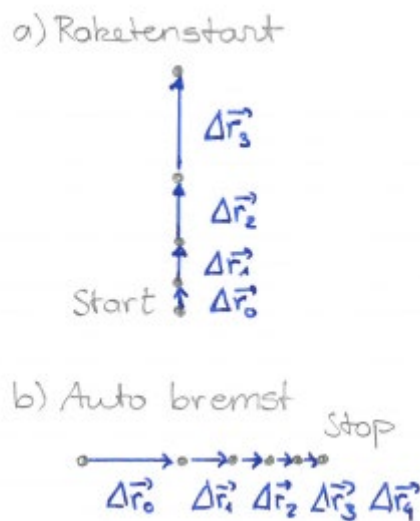 a) Raketenstart
Δr⃗₃
Δr⃗₂
Δr⃗₁
Start Δr⃗₀
b) Auto bremst
Stop
Δr⃗₀ Δr⃗₁ Δr⃗₂ Δr⃗₃ Δr⃗₄